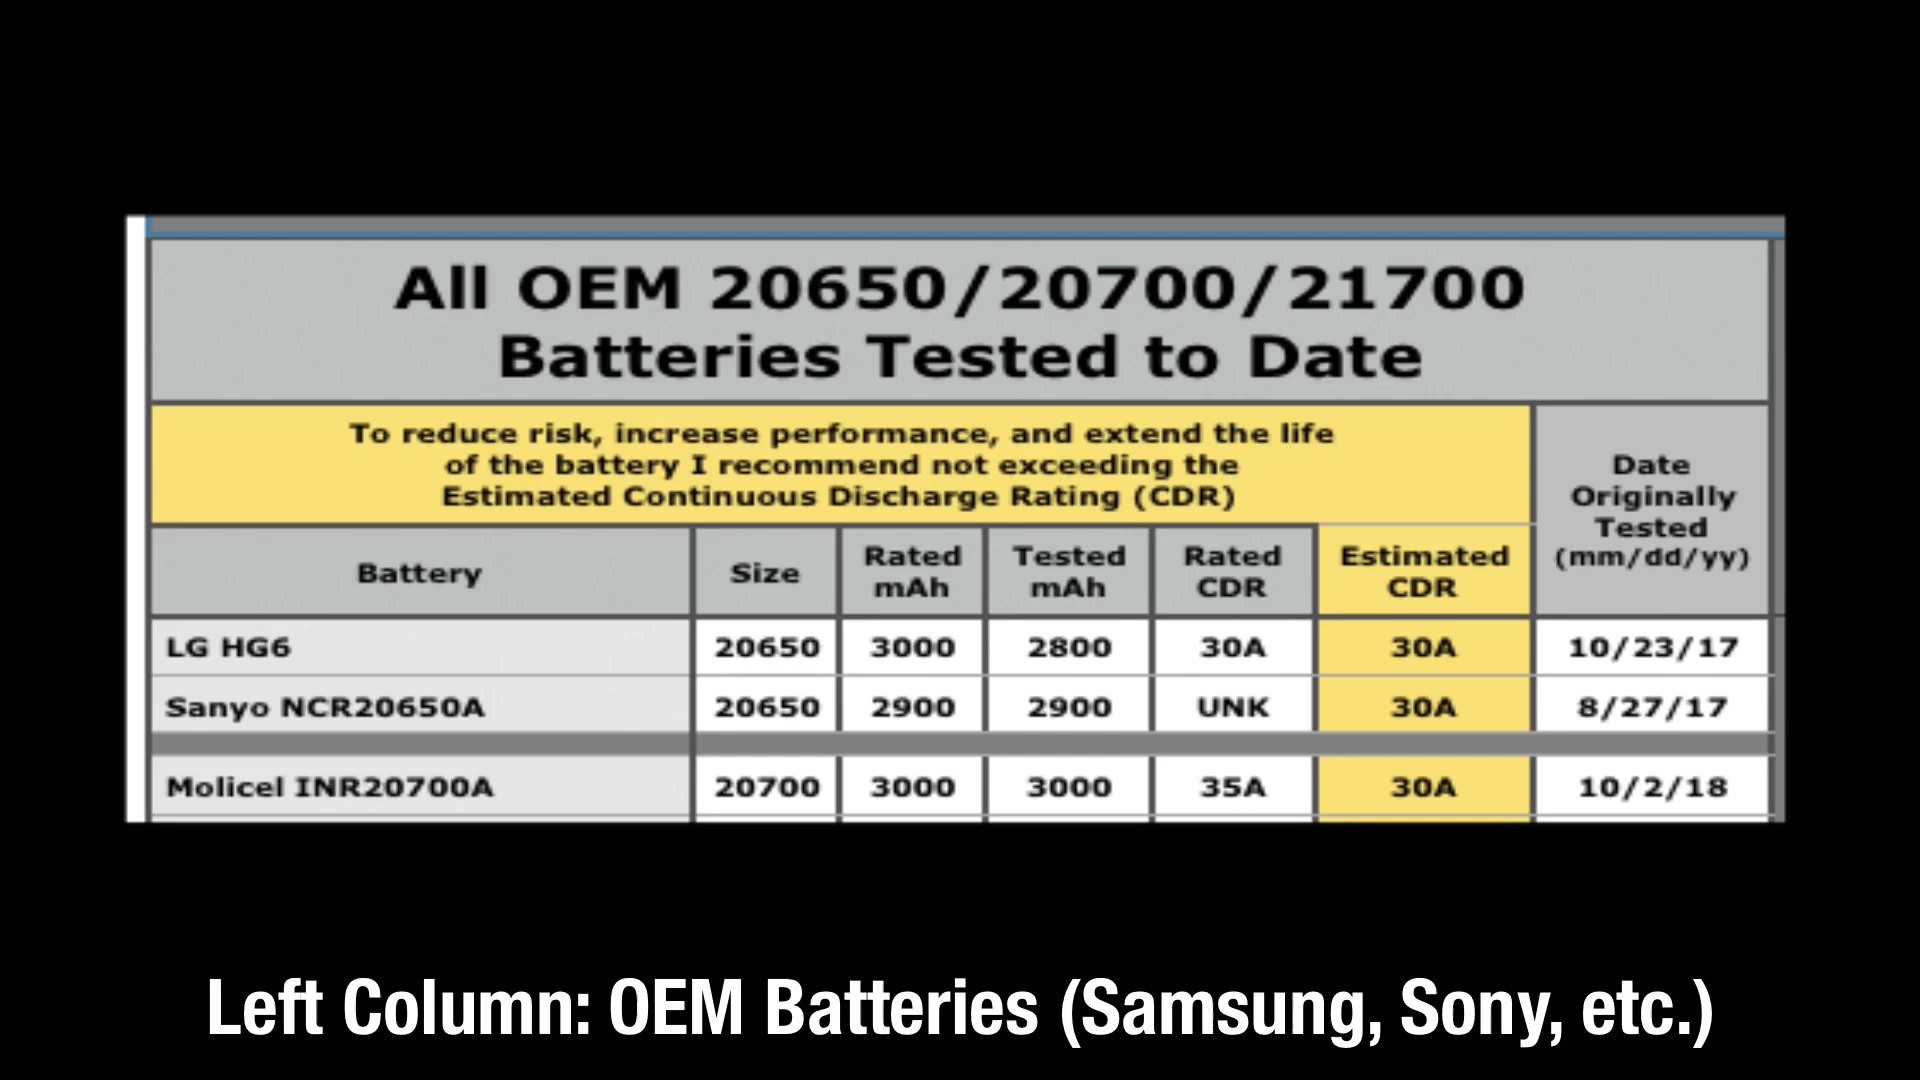 All OEM 20650/20700/21700
Batteries Tested to Date
To reduce risk, increase performance, and extend the life
of the battery I recommend not exceeding the
Estimated Continuous Discharge Rating (CDR)
Date
Originally
Tested
(mm/dd/yy)
Battery Size Rated mAh Tested mAh Rated CDR Estimated CDR
LG HG6 20650 3000 2800 30A 30A 10/23/17
Sanyo NCR20650A 20650 2900 2900 UNK 30A 8/27/17
Molicel INR20700A 20700 3000 3000 35A 30A 10/2/18
Left Column: OEM Batteries (Samsung, Sony, etc.)